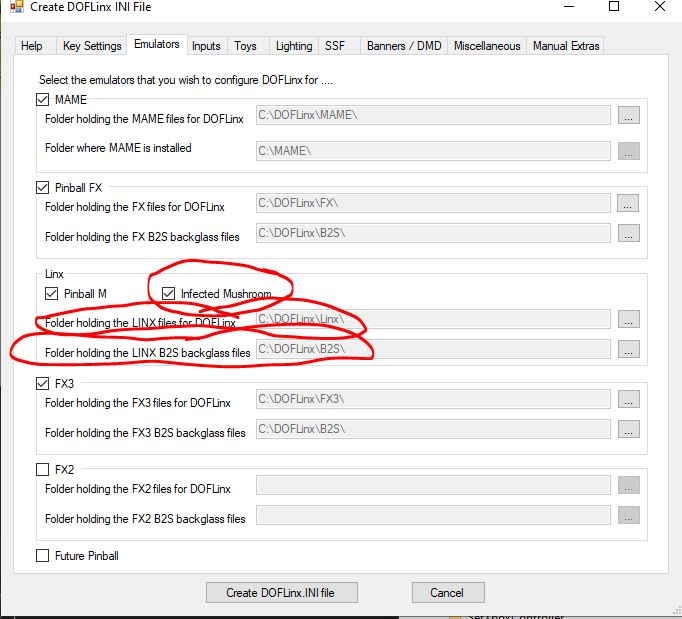 Create DOFLinx INI File
Help Key Settings Emulators Inputs Toys Lighting SSF Banners / DMD Miscellaneous Manual Extras
Select the emulators that you wish to configure DOFLinx for ....
MAME
Folder holding the MAME files for DOFLinx C:\DOFLinx\MAME\ ...
Folder where MAME is installed C:\MAME\ ...
Pinball FX
Folder holding the FX files for DOFLinx C:\DOFLinx\FX\ ...
Folder holding the FX B2S backglass files C:\DOFLinx\B2S\ ...
Linx
Pinball M Infected Mushroom
Folder holding the LINX files for DOFLinx C:\DOFLinx\Linx\ ...
Folder holding the LINX B2S backglass files C:\DOFLinx\B2S\ ...
FX3
Folder holding the FX3 files for DOFLinx C:\DOFLinx\FX3\ ...
Folder holding the FX3 B2S backglass files C:\DOFLinx\B2S\ ...
FX2
Folder holding the FX2 files for DOFLinx ...
Folder holding the FX2 B2S backglass files ...
Future Pinball
Create DOFLinx.INI file Cancel